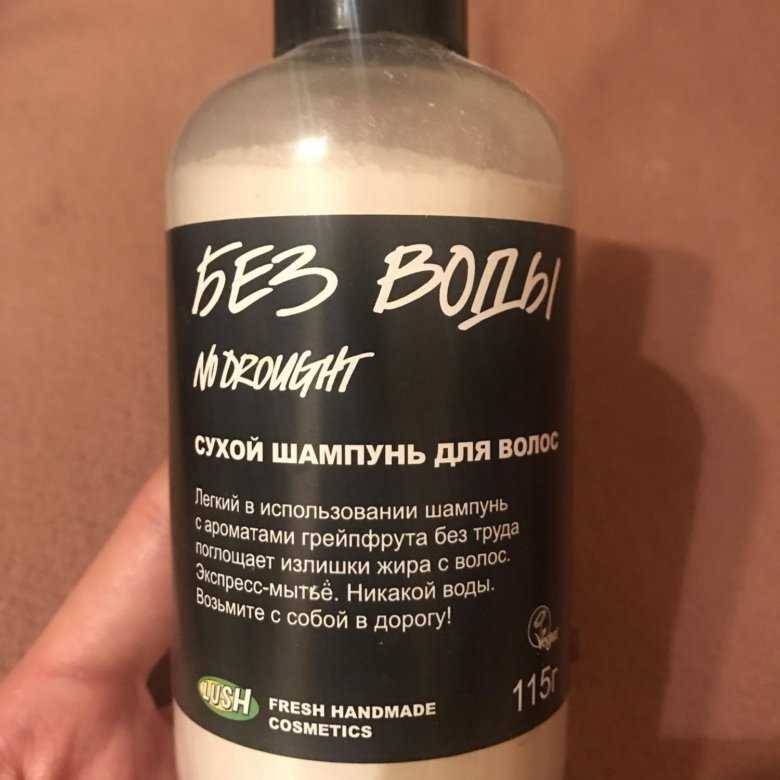 БЕЗ ВОДЫ
NO DROUGHT
СУХОЙ ШАМПУНЬ ДЛЯ ВОЛОС
Легкий в использовании шампунь
с ароматами грейпфрута без труда
поглощает излишки жира с волос.
Экспресс-мытьё. Никакой воды.
Возьмите с собой в дорогу!
Vegan
115г
LUSH
FRESH HANDMADE
COSMETICS